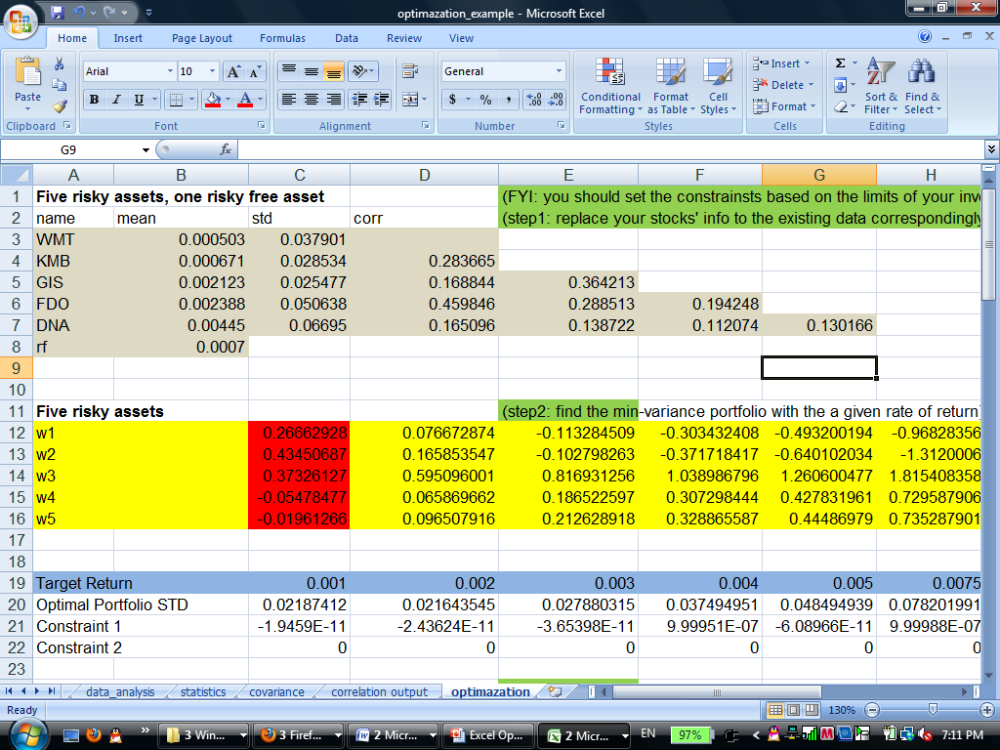 optimazation_example - Microsoft Excel
Home Insert Page Layout Formulas Data Review View
Paste Arial 10 General Conditional Formatting Format as Table Cell Styles Insert Delete Format Sort & Filter Find & Select
B I U $ % ,
Clipboard Font Alignment Number Styles Cells Editing
G9 fx
A B C D E F G H
1 Five risky assets, one risky free asset (FYI: you should set the constrainsts based on the limits of your inv
2 name mean std corr (step1: replace your stocks' info to the existing data correspondingly
3 WMT 0.000503 0.037901
4 KMB 0.000671 0.028534 0.283665
5 GIS 0.002123 0.025477 0.168844 0.364213
6 FDO 0.002388 0.050638 0.459846 0.288513 0.194248
7 DNA 0.00445 0.06695 0.165096 0.138722 0.112074 0.130166
8 rf 0.0007
9
10
11 Five risky assets (step2: find the min-variance portfolio with the a given rate of return)
12 w1 0.26662928 0.076672874 -0.113284509 -0.303432408 -0.493200194 -0.96828356
13 w2 0.43450687 0.165853547 -0.102798263 -0.371718417 -0.640102034 -1.3120006
14 w3 0.37326127 0.595096001 0.816931256 1.038986796 1.260600477 1.815408358
15 w4 -0.05478477 0.065869662 0.186522597 0.307298444 0.427831961 0.729587906
16 w5 -0.01961266 0.096507916 0.212628918 0.328865587 0.44486979 0.735287901
17
18
19 Target Return 0.001 0.002 0.003 0.004 0.005 0.0075
20 Optimal Portfolio STD 0.02187412 0.021643545 0.027880315 0.037494951 0.048494939 0.078201991
21 Constraint 1 -1.9459E-11 -2.43624E-11 -3.65398E-11 9.99951E-07 -6.08966E-11 9.99988E-07
22 Constraint 2 0 0 0 0 0 0
23
data_analysis statistics covariance correlation output optimazation
Ready 130%
3 Win... 3 Firef... 2 Micr... Excel Op... 2 Micr... EN 97% 7:11 PM